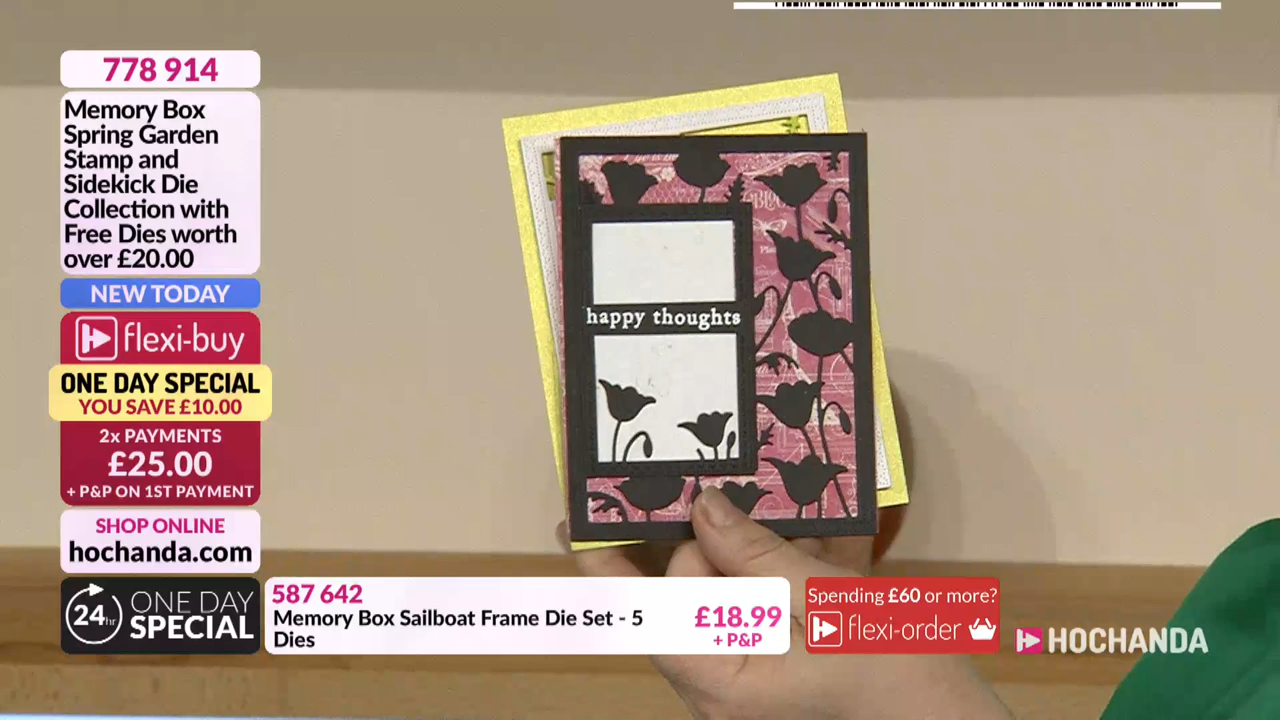 778 914
Memory Box
Spring Garden
Stamp and
Sidekick Die
Collection with
Free Dies worth
over £20.00
NEW TODAY
flexi-buy
ONE DAY SPECIAL
YOU SAVE £10.00
2x PAYMENTS
£25.00
+ P&P ON 1ST PAYMENT
SHOP ONLINE
hochanda.com
24hr ONE DAY
SPECIAL
happy thoughts
587 642
Memory Box Sailboat Frame Die Set - 5
Dies
£18.99
+ P&P
Spending £60 or more?
flexi-order
HOCHANDA